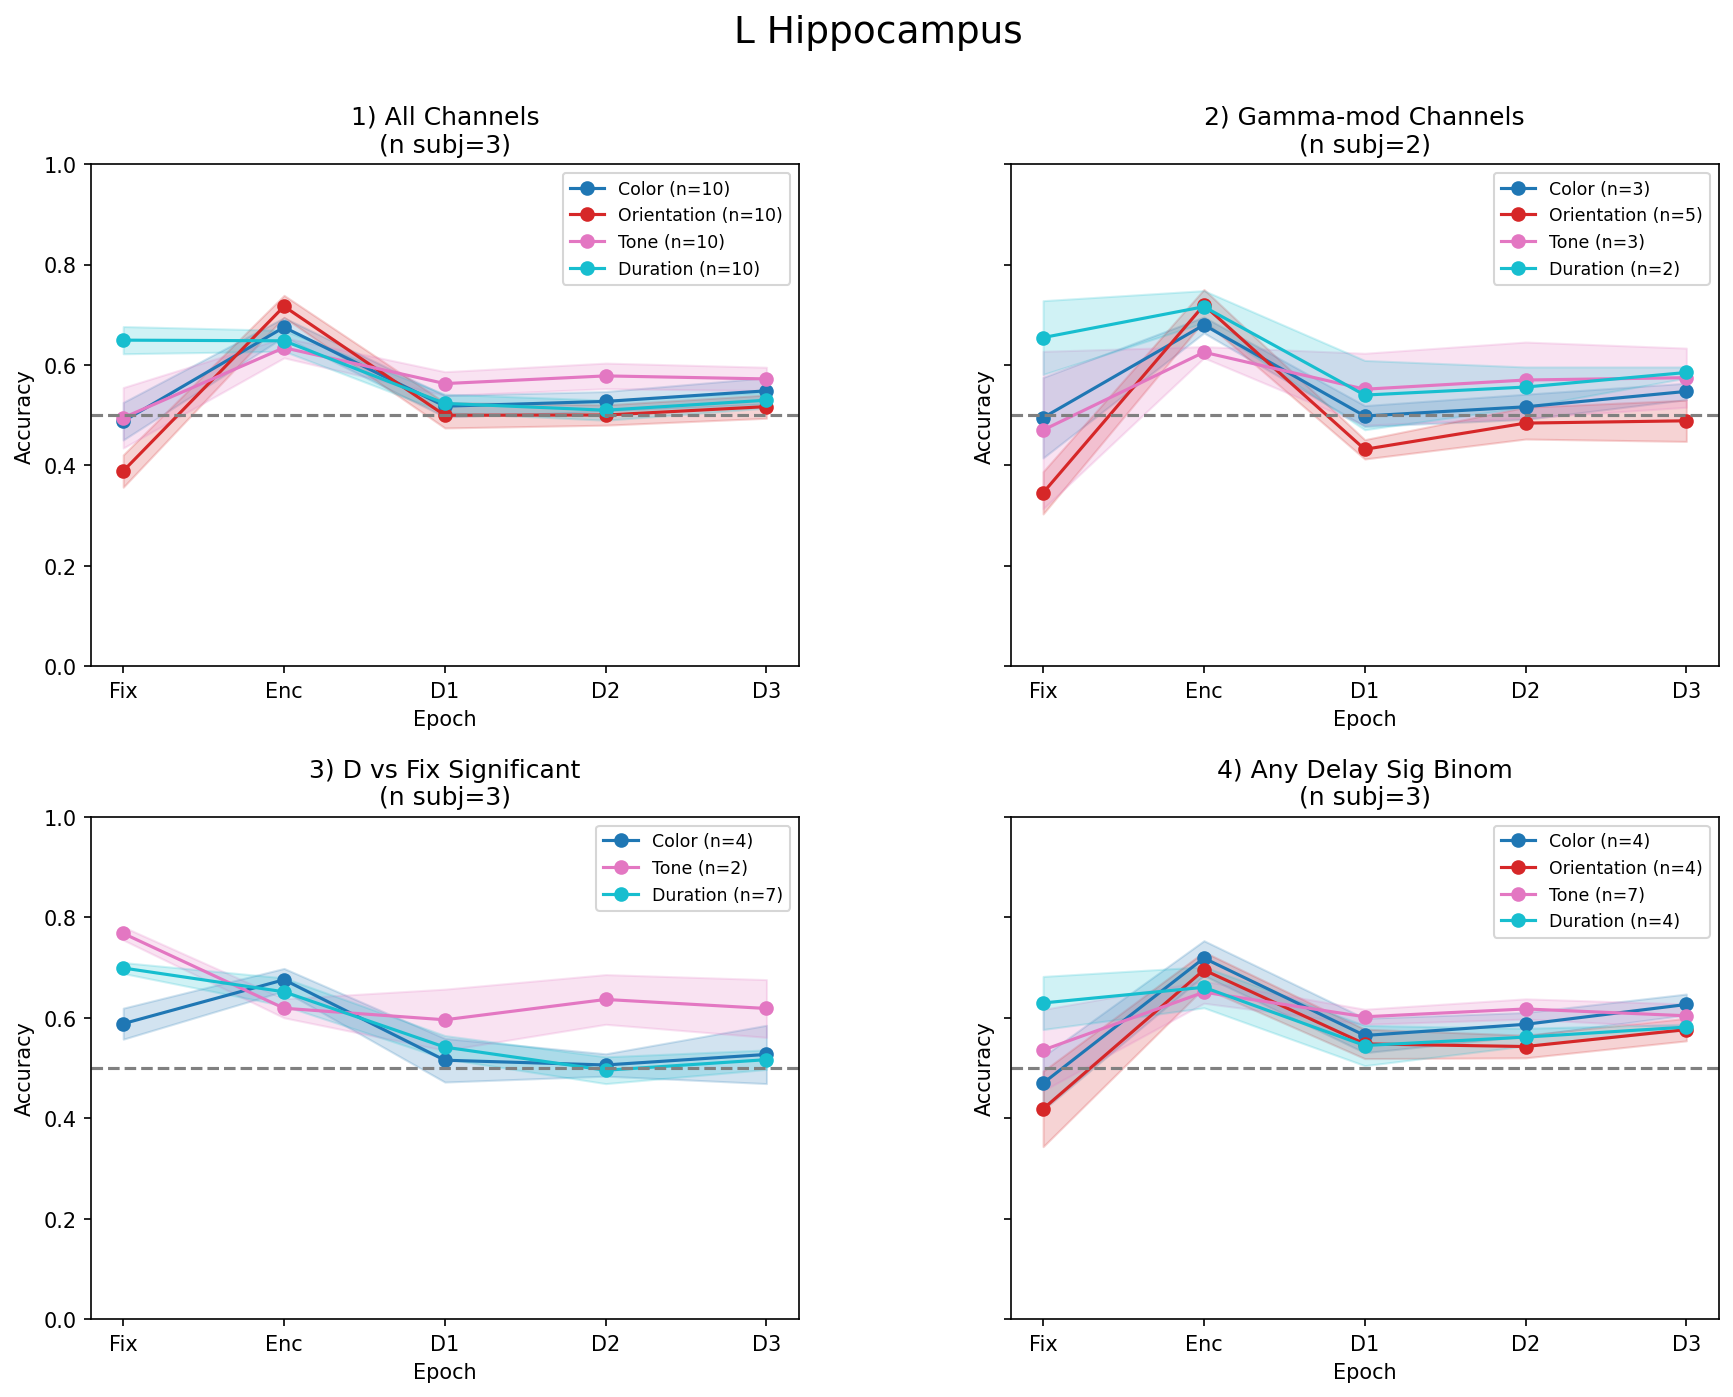 L Hippocampus
1) All Channels
(n subj=3)
Accuracy
1.0
0.8
0.6
0.4
0.2
0.0
Color (n=10)
Orientation (n=10)
Tone (n=10)
Duration (n=10)
Fix Enc D1 D2 D3
Epoch
2) Gamma-mod Channels
(n subj=2)
Accuracy
Color (n=3)
Orientation (n=5)
Tone (n=3)
Duration (n=2)
Fix Enc D1 D2 D3
Epoch
3) D vs Fix Significant
(n subj=3)
Accuracy
1.0
0.8
0.6
0.4
0.2
0.0
Color (n=4)
Tone (n=2)
Duration (n=7)
Fix Enc D1 D2 D3
Epoch
4) Any Delay Sig Binom
(n subj=3)
Accuracy
Color (n=4)
Orientation (n=4)
Tone (n=7)
Duration (n=4)
Fix Enc D1 D2 D3
Epoch